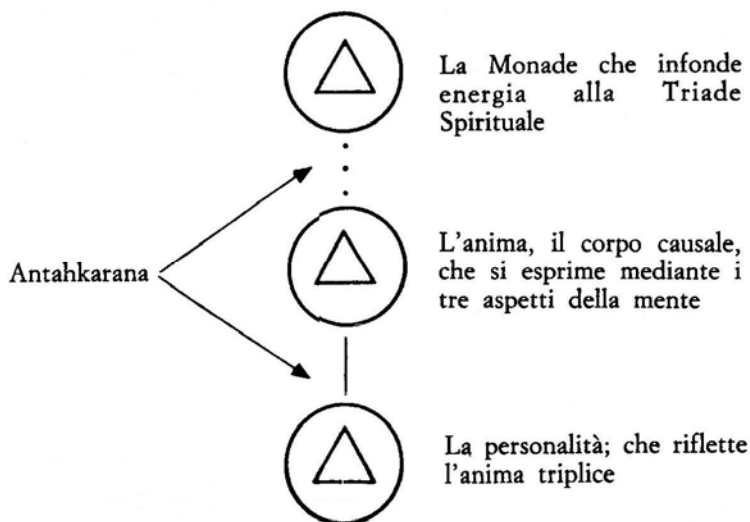 La Monade che infonde
energia alla Triade
Spirituale
Antahkarana
L'anima, il corpo causale,
che si esprime mediante i
tre aspetti della mente
La personalità; che riflette
l'anima triplice